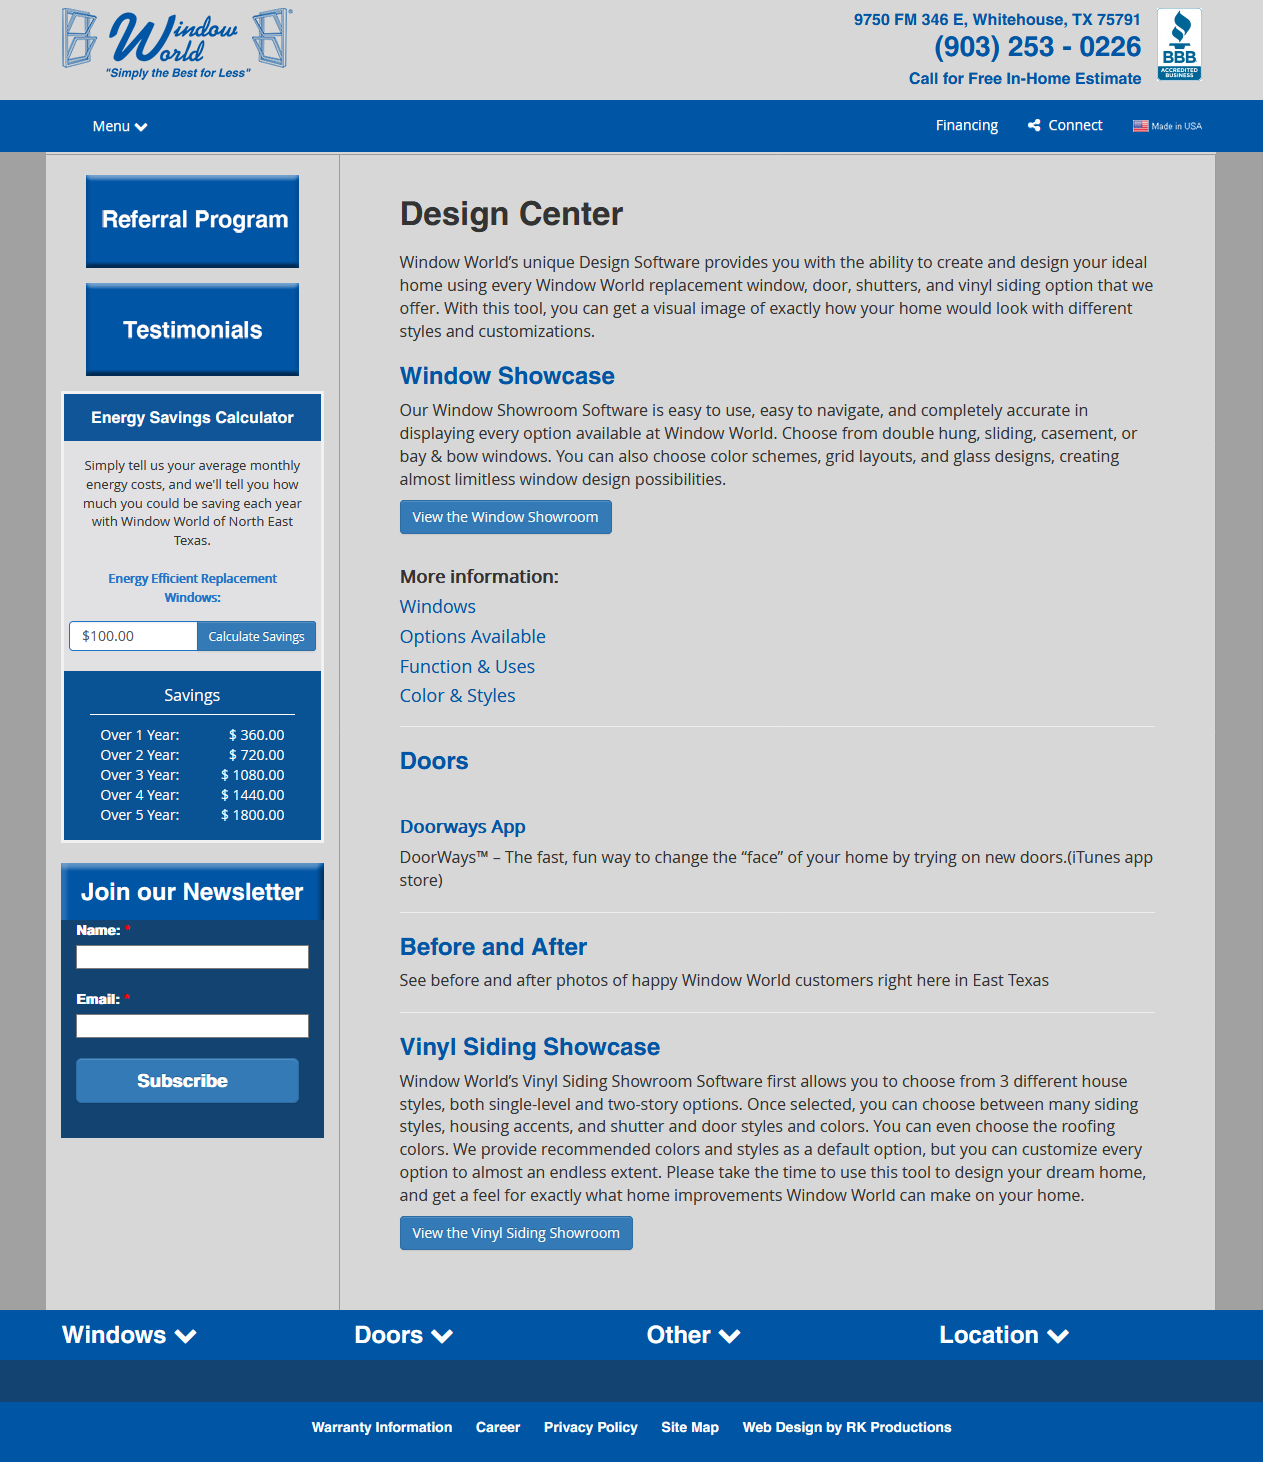 Window
World
®
"Simply the Best for Less"
9750 FM 346 E, Whitehouse, TX 75791
(903) 253 - 0226
Call for Free In-Home Estimate
BBB
ACCREDITED
BUSINESS
Menu
Financing
Connect
Made in USA
Referral Program
Testimonials
Energy Savings Calculator
Simply tell us your average monthly
energy costs, and we'll tell you how
much you could be saving each year
with Window World of North East
Texas.
Energy Efficient Replacement
Windows:
$100.00 Calculate Savings
Savings
Over 1 Year: $ 360.00
Over 2 Year: $ 720.00
Over 3 Year: $ 1080.00
Over 4 Year: $ 1440.00
Over 5 Year: $ 1800.00
Join our Newsletter
Name: *
Email: *
Subscribe
Design Center
Window World’s unique Design Software provides you with the ability to create and design your ideal
home using every Window World replacement window, door, shutters, and vinyl siding option that we
offer. With this tool, you can get a visual image of exactly how your home would look with different
styles and customizations.
Window Showcase
Our Window Showroom Software is easy to use, easy to navigate, and completely accurate in
displaying every option available at Window World. Choose from double hung, sliding, casement, or
bay & bow windows. You can also choose color schemes, grid layouts, and glass designs, creating
almost limitless window design possibilities.
View the Window Showroom
More information:
Windows
Options Available
Function & Uses
Color & Styles
Doors
Doorways App
DoorWays™ – The fast, fun way to change the “face” of your home by trying on new doors.(iTunes app
store)
Before and After
See before and after photos of happy Window World customers right here in East Texas
Vinyl Siding Showcase
Window World’s Vinyl Siding Showroom Software first allows you to choose from 3 different house
styles, both single-level and two-story options. Once selected, you can choose between many siding
styles, housing accents, and shutter and door styles and colors. You can even choose the roofing
colors. We provide recommended colors and styles as a default option, but you can customize every
option to almost an endless extent. Please take the time to use this tool to design your dream home,
and get a feel for exactly what home improvements Window World can make on your home.
View the Vinyl Siding Showroom
Windows Doors Other Location
Warranty Information Career Privacy Policy Site Map Web Design by RK Productions